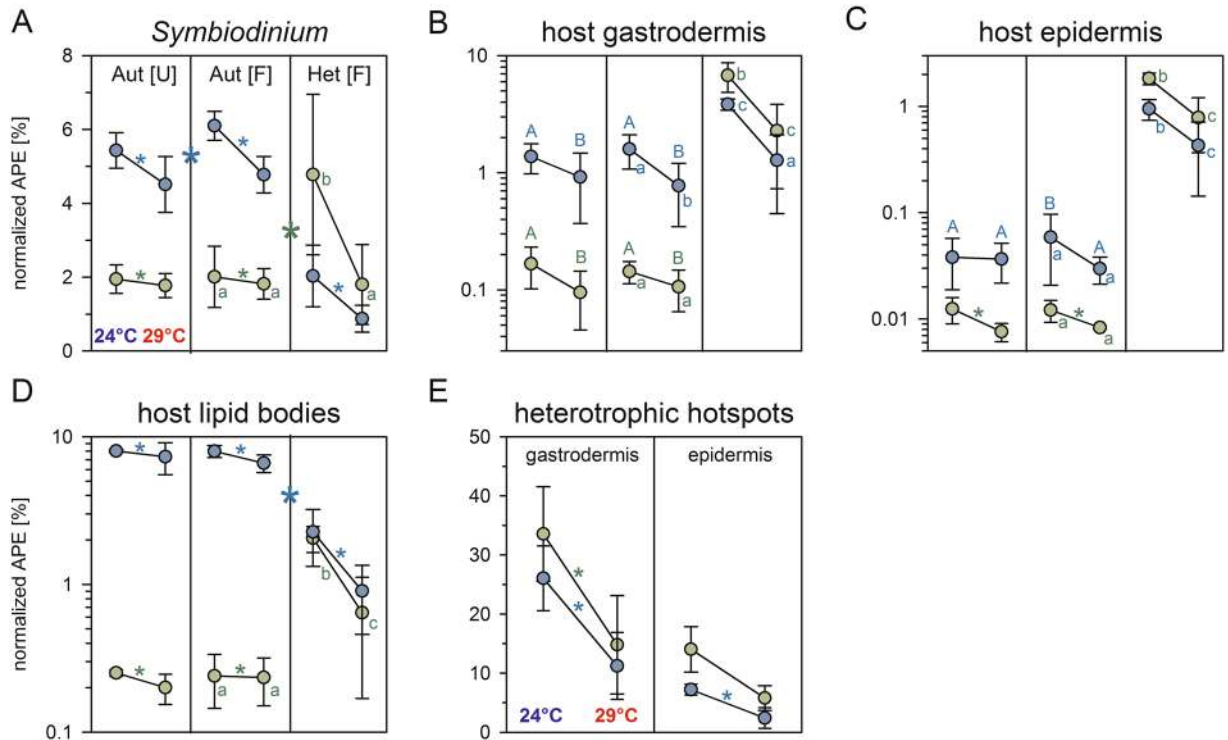 A
Symbiodinium
normalized APE [%]
8
6
4
2
0
Aut [U]
Aut [F]
Het [F]
*
*
*
*
*
b
*
*
a
a
*
a
24°C
29°C
B
host gastrodermis
10
1
0.1
A
B
A
B
a
b
A
B
A
B
a
a
b
c
c
a
C
host epidermis
1
0.1
0.01
A
A
B
A
a
a
*
a
*
a
b
b
c
c
D
host lipid bodies
normalized APE [%]
10
1
0.1
*
*
*
*
b
c
*
*
a
a
E
heterotrophic hotspots
50
40
30
20
10
0
gastrodermis
epidermis
*
*
*
24°C
29°C